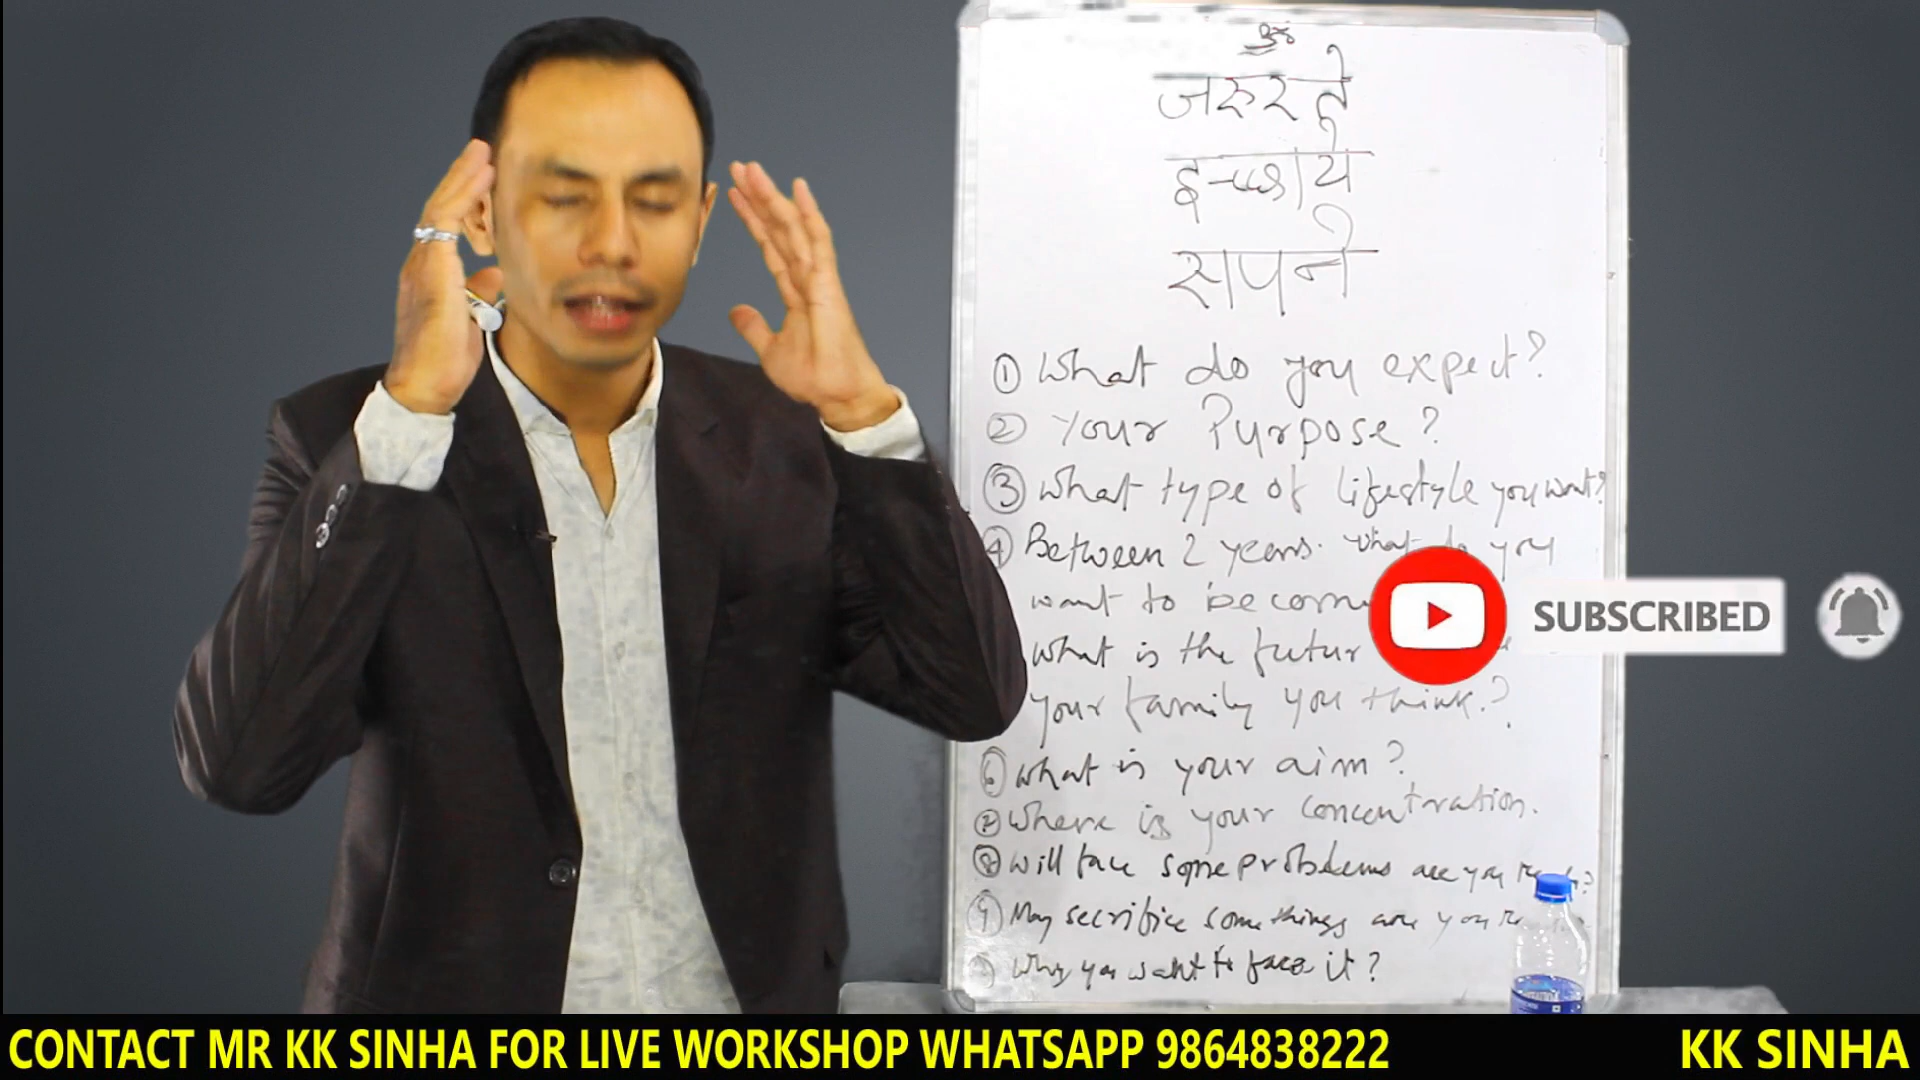 ॐ
जरुरते
इच्छाये
सपने
① What do you expect?
② Your Purpose?
③ What type of lifestyle you want?
④ Between 2 years. What do you
want to becom
What is the futur
your family you think.?
⑥ What is your aim?
⑦ Where is your concentration.
⑧ Will face some problems are you
⑨ May secrifice some things are you
Why you want to face it?
SUBSCRIBED
CONTACT MR KK SINHA FOR LIVE WORKSHOP WHATSAPP 9864838222
KK SINHA